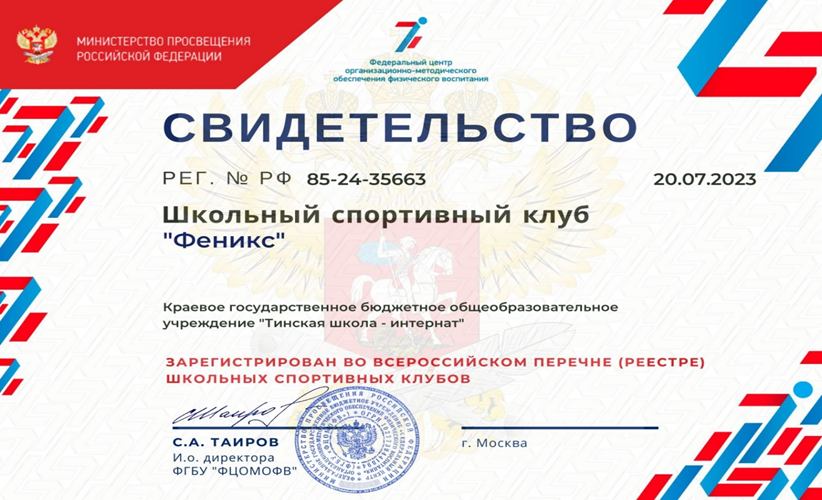 МИНИСТЕРСТВО ПРОСВЕЩЕНИЯ
РОССИЙСКОЙ ФЕДЕРАЦИИ
Федеральный центр
организационно-методического
обеспечения физического воспитания
СВИДЕТЕЛЬСТВО
РЕГ. № РФ 85-24-35663 20.07.2023
Школьный спортивный клуб
"Феникс"
Краевое государственное бюджетное общеобразовательное
учреждение "Тинская школа - интернат"
ЗАРЕГИСТРИРОВАН ВО ВСЕРОССИЙСКОМ ПЕРЕЧНЕ (РЕЕСТРЕ)
ШКОЛЬНЫХ СПОРТИВНЫХ КЛУБОВ
С.А. ТАИРОВ
И.о. директора
ФГБУ "ФЦОМОФВ"
г. Москва